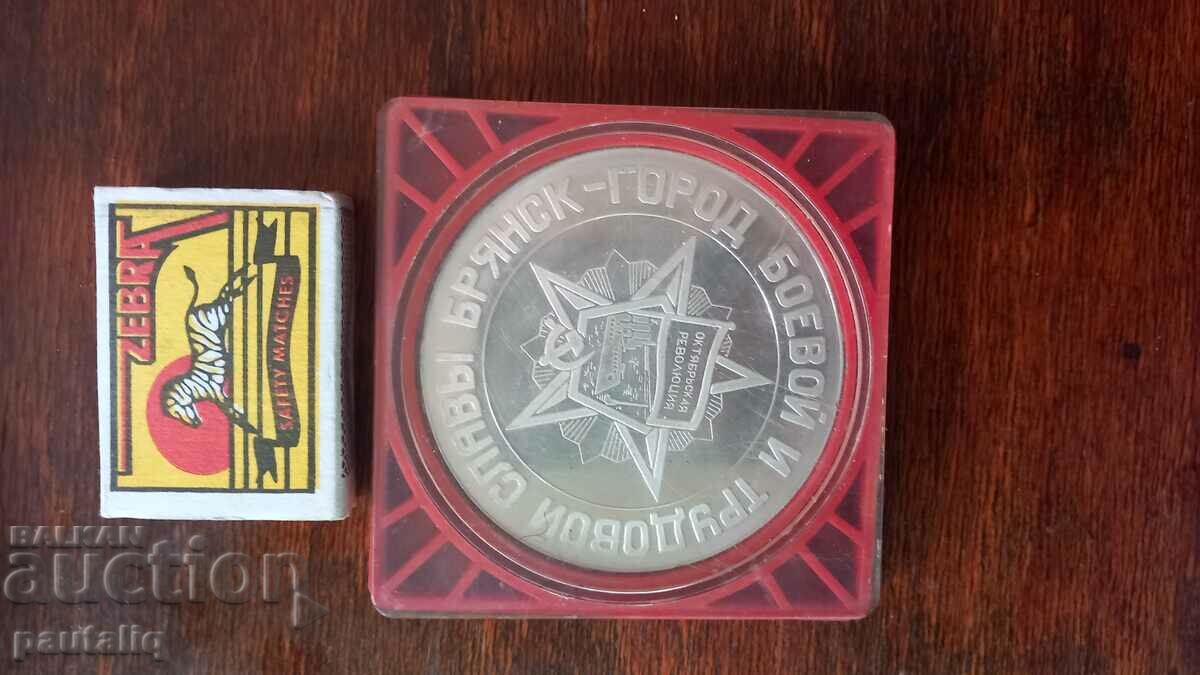 ZEBRA
SAFETY MATCHES
БРЯНСК-ГОРОД БОЕВОЙ И ТРУДОВОЙ СЛАВЫ
ОКТЯБРЬСКАЯ
РЕВОЛЮЦИЯ
BALKAN
auction
pautaliq